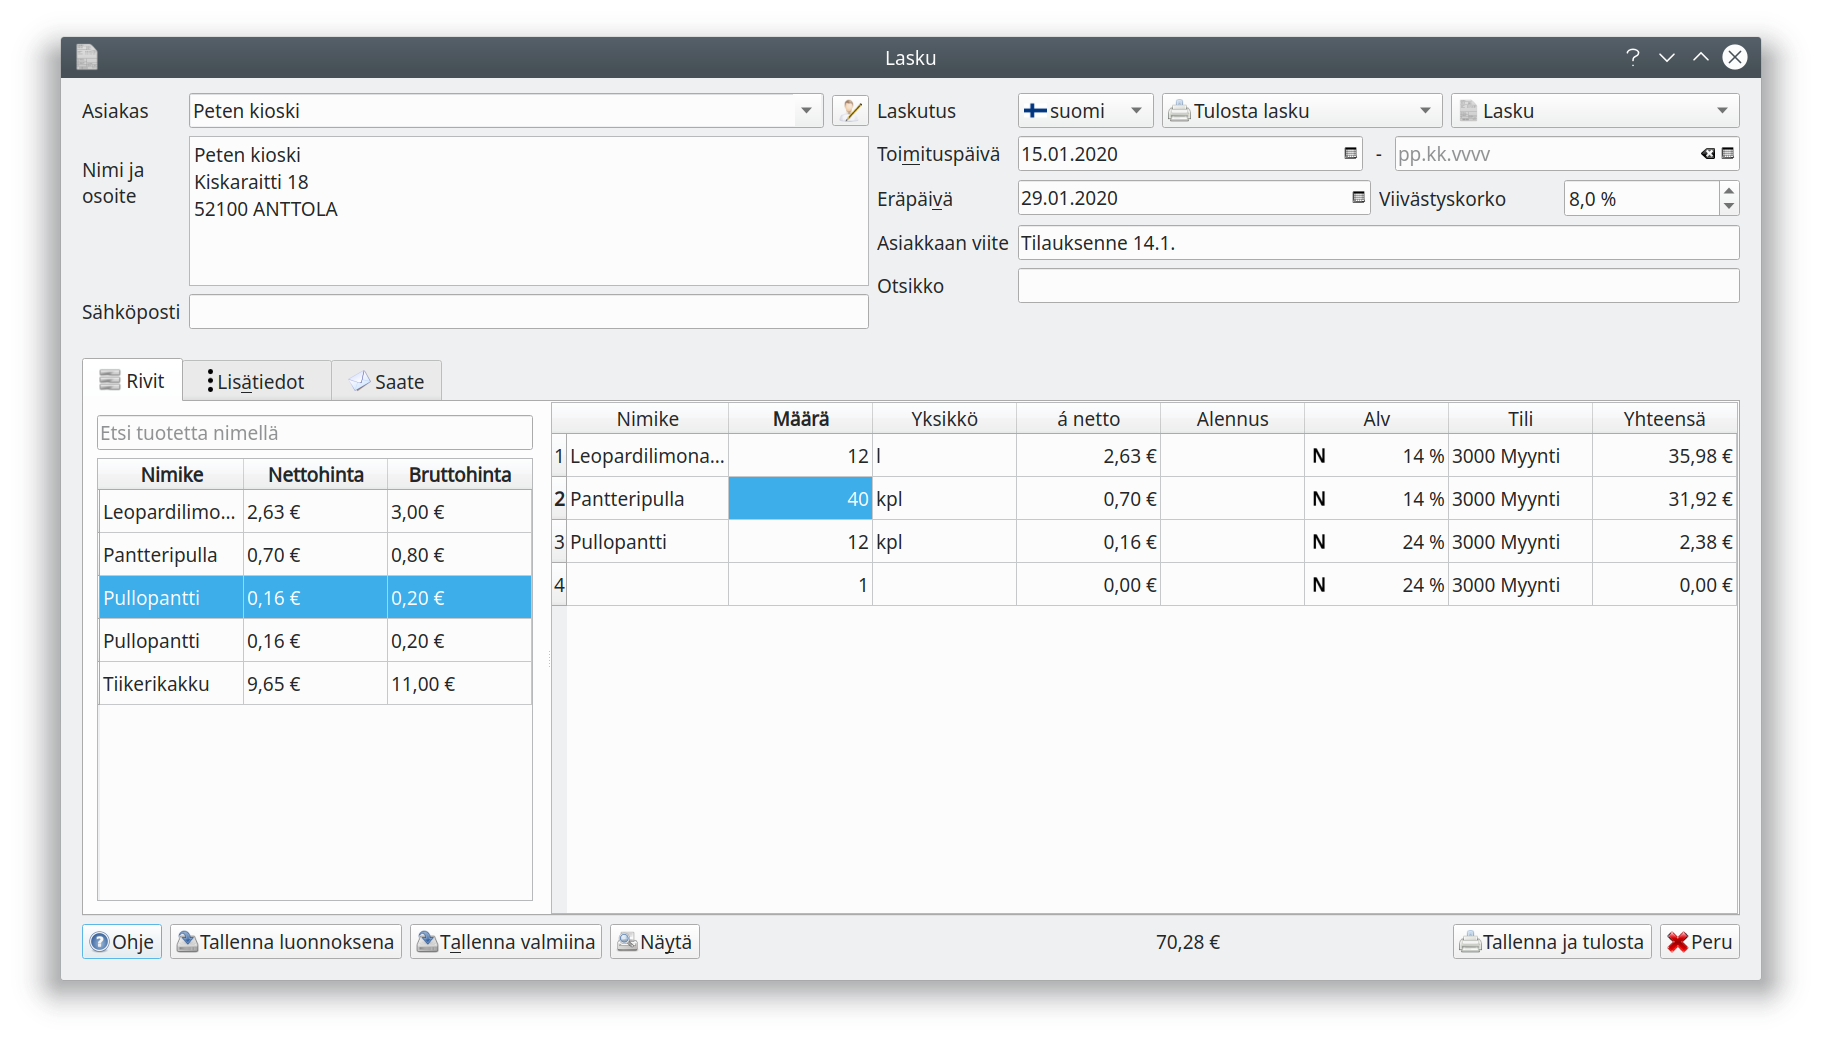 Lasku
Asiakas Peten kioski
Nimi ja osoite
Peten kioski
Kiskaraitti 18
52100 ANTTOLA
Sähköposti
Laskutus suomi Tulosta lasku Lasku
Toimituspäivä 15.01.2020 - pp.kk.vvvv
Eräpäivä 29.01.2020 Viivästyskorko 8,0 %
Asiakkaan viite Tilauksenne 14.1.
Otsikko
Rivit Lisätiedot Saate
Etsi tuotetta nimellä
Nimike Nettohinta Bruttohinta
Leopardilimo... 2,63 € 3,00 €
Pantteripulla 0,70 € 0,80 €
Pullopantti 0,16 € 0,20 €
Pullopantti 0,16 € 0,20 €
Tiikerikakku 9,65 € 11,00 €
Nimike Määrä Yksikkö á netto Alennus Alv Tili Yhteensä
1 Leopardilimona... 12 l 2,63 € N 14 % 3000 Myynti 35,98 €
2 Pantteripulla 40 kpl 0,70 € N 14 % 3000 Myynti 31,92 €
3 Pullopantti 12 kpl 0,16 € N 24 % 3000 Myynti 2,38 €
4 1 0,00 € N 24 % 3000 Myynti 0,00 €
Ohje Tallenna luonnoksena Tallenna valmiina Näytä 70,28 € Tallenna ja tulosta Peru